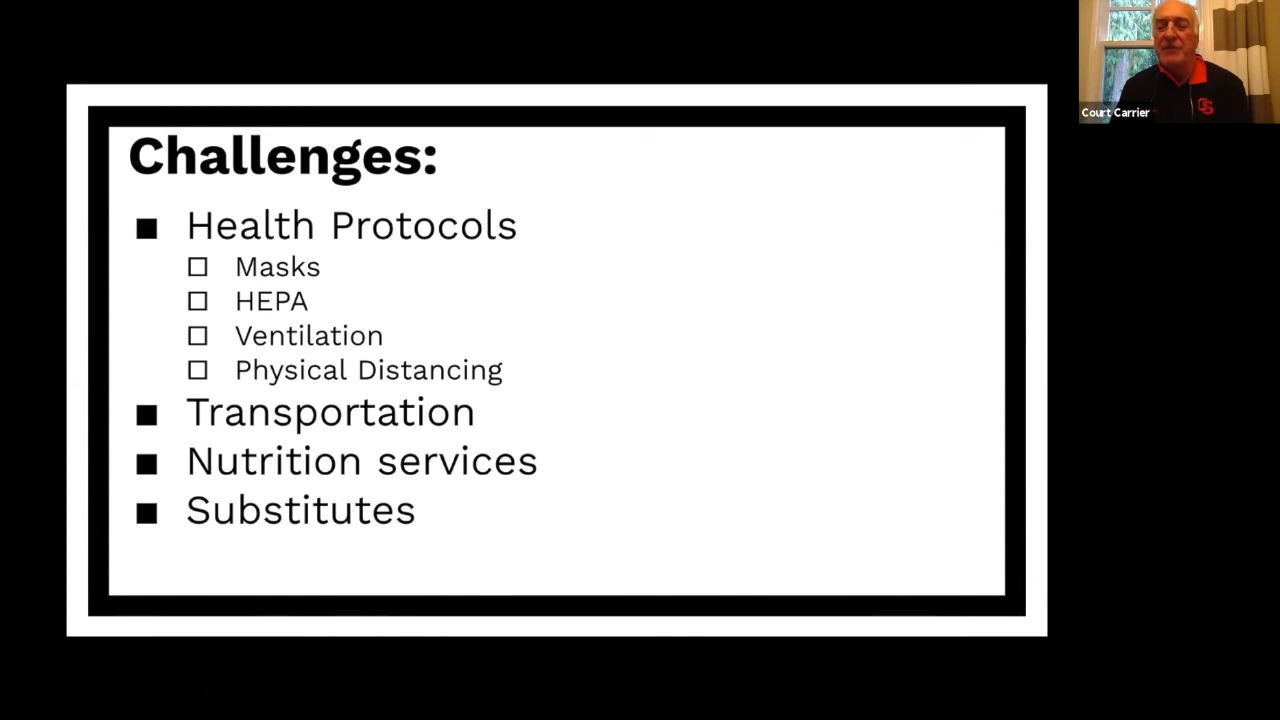 Challenges:
Health Protocols
Masks
HEPA
Ventilation
Physical Distancing
Transportation
Nutrition services
Substitutes
Court Carrier